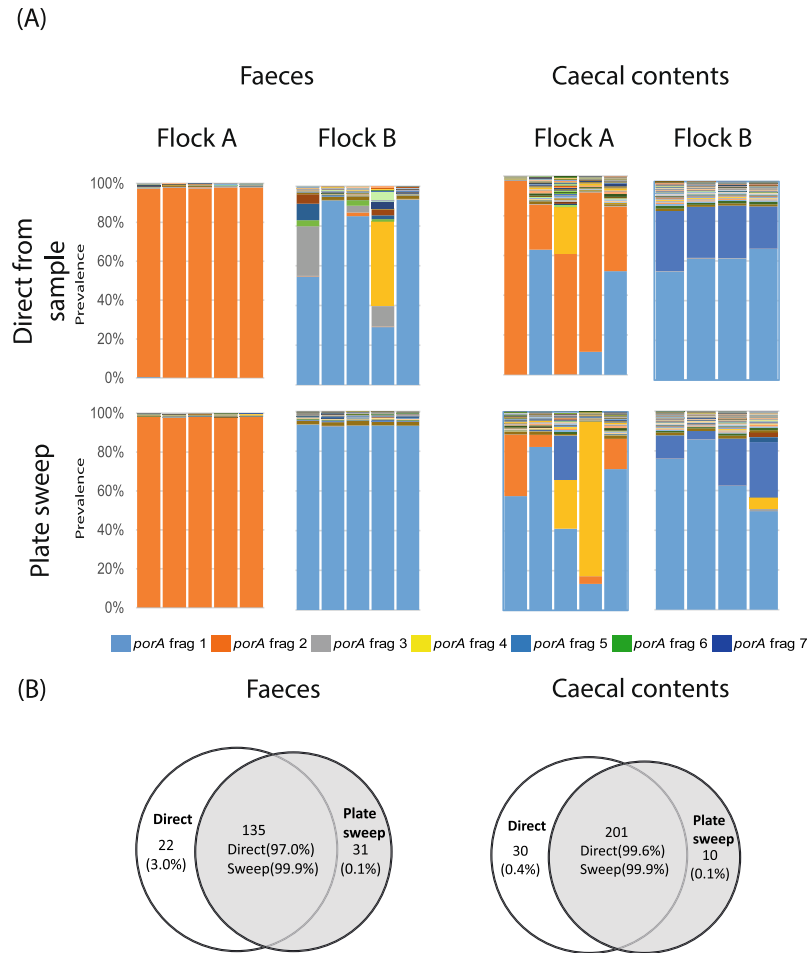 (A)
Faeces
Caecal contents
Flock A
Flock B
Flock A
Flock B
Direct from
sample
Prevalence
100%
80%
60%
40%
20%
0%
Plate sweep
Prevalence
100%
80%
60%
40%
20%
0%
porA frag 1
porA frag 2
porA frag 3
porA frag 4
porA frag 5
porA frag 6
porA frag 7
(B)
Faeces
Caecal contents
Direct
22
(3.0%)
135
Direct(97.0%)
Sweep(99.9%)
Plate
sweep
31
(0.1%)
Direct
30
(0.4%)
201
Direct(99.6%)
Sweep(99.9%)
Plate
sweep
10
(0.1%)